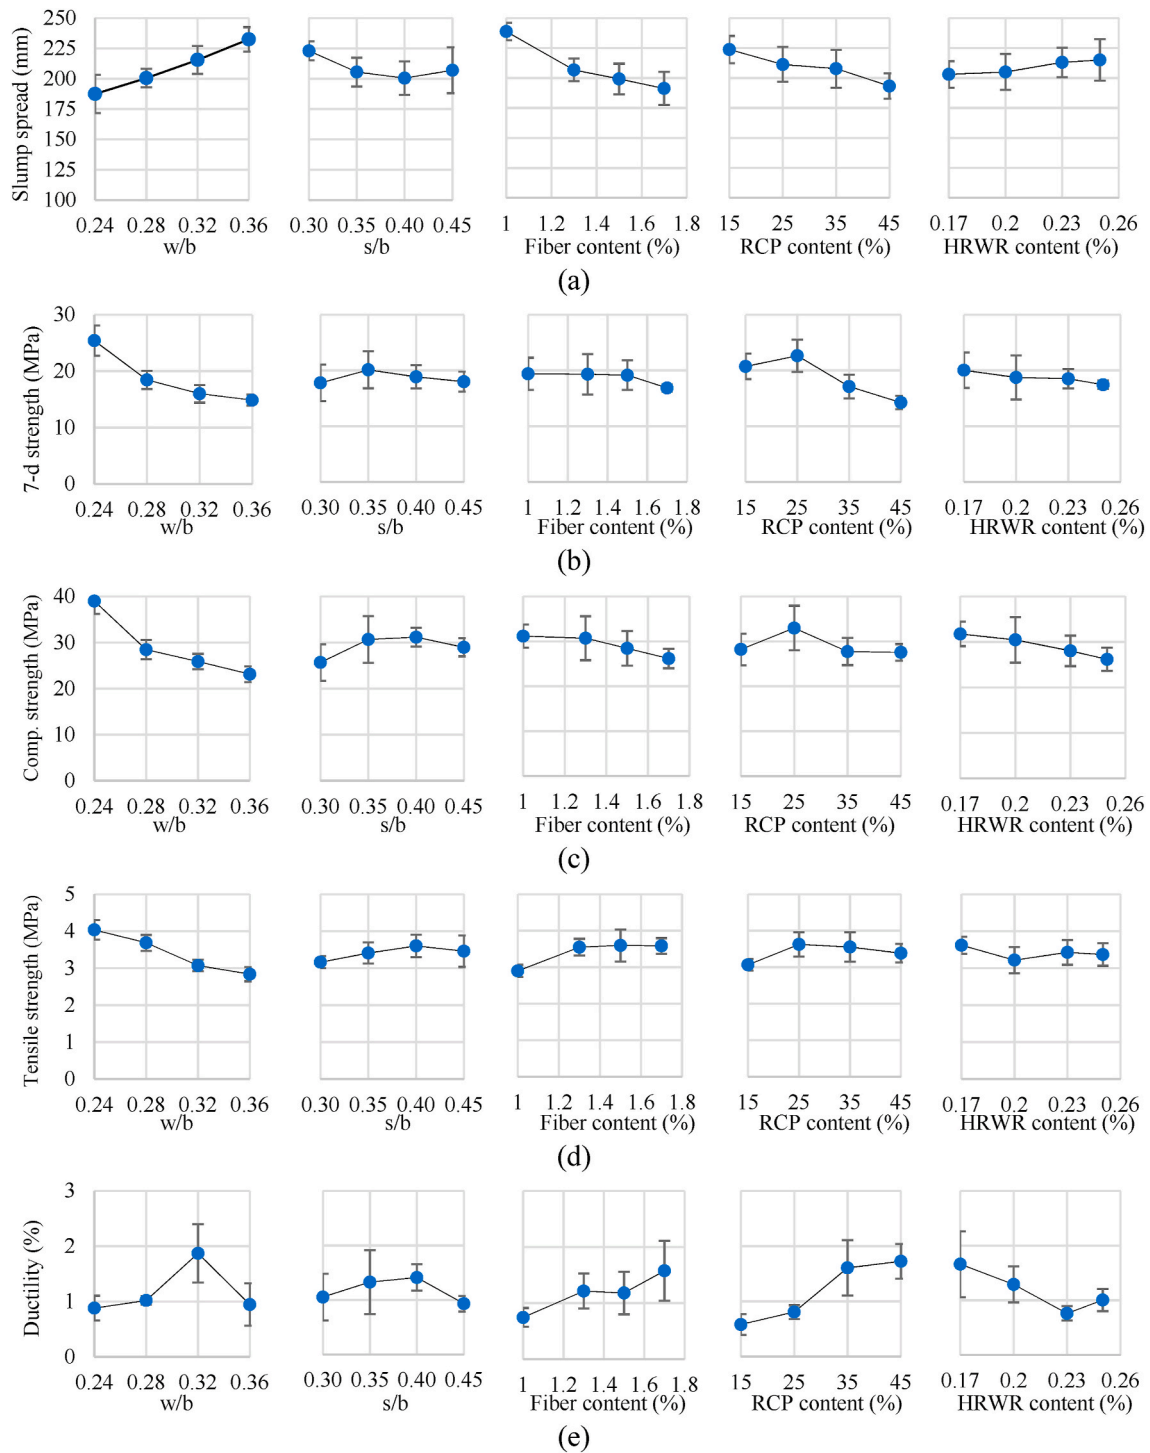 Slump spread (mm)
250
225
200
175
150
125
100
0.24 0.28 0.32 0.36
w/b
0.30 0.35 0.40 0.45
s/b
1 1.2 1.4 1.6 1.8
Fiber content (%)
15 25 35 45
RCP content (%)
0.17 0.2 0.23 0.26
HRWR content (%)
(a)
7-d strength (MPa)
30
20
10
0
0.24 0.28 0.32 0.36
w/b
0.30 0.35 0.40 0.45
s/b
1 1.2 1.4 1.6 1.8
Fiber content (%)
15 25 35 45
RCP content (%)
0.17 0.2 0.23 0.26
HRWR content (%)
(b)
Comp. strength (MPa)
40
30
20
10
0
0.24 0.28 0.32 0.36
w/b
0.30 0.35 0.40 0.45
s/b
1 1.2 1.4 1.6 1.8
Fiber content (%)
15 25 35 45
RCP content (%)
0.17 0.2 0.23 0.26
HRWR content (%)
(c)
Tensile strength (MPa)
5
4
3
2
1
0
0.24 0.28 0.32 0.36
w/b
0.30 0.35 0.40 0.45
s/b
1 1.2 1.4 1.6 1.8
Fiber content (%)
15 25 35 45
RCP content (%)
0.17 0.2 0.23 0.26
HRWR content (%)
(d)
Ductility (%)
3
2
1
0
0.24 0.28 0.32 0.36
w/b
0.30 0.35 0.40 0.45
s/b
1 1.2 1.4 1.6 1.8
Fiber content (%)
15 25 35 45
RCP content (%)
0.17 0.2 0.23 0.26
HRWR content (%)
(e)